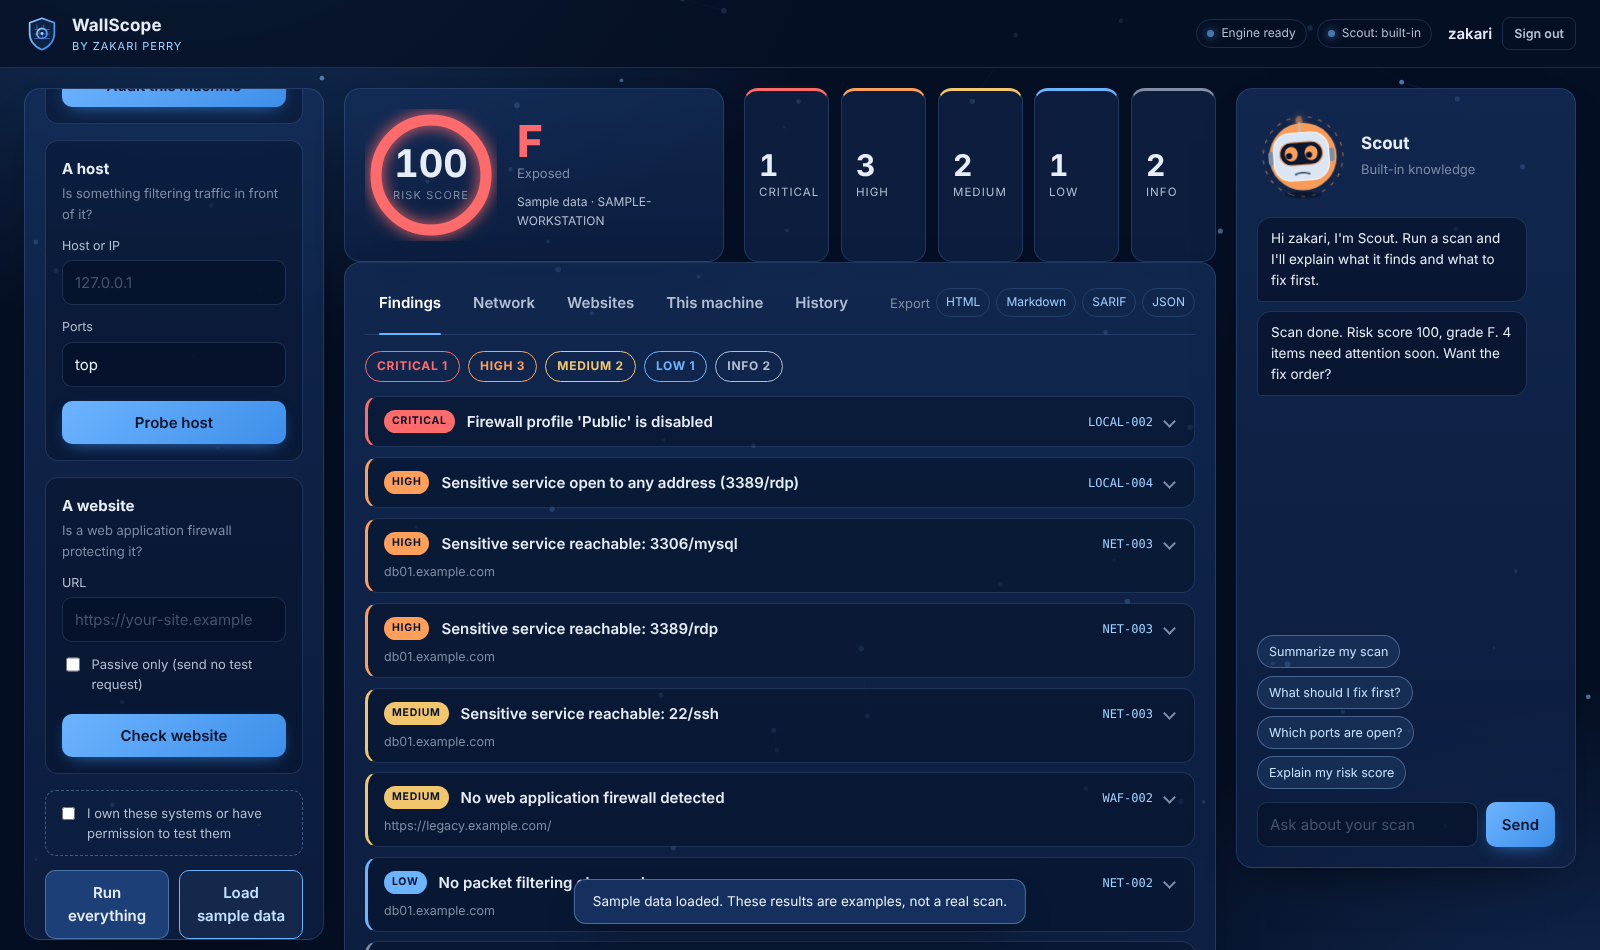 WallScope
BY ZAKARI PERRY
Engine ready
Scout: built-in
zakari
Sign out
Audit this machine
A host
Is something filtering traffic in front
of it?
Host or IP
127.0.0.1
Ports
top
Probe host
A website
Is a web application firewall
protecting it?
URL
https://your-site.example
Passive only (send no test
request)
Check website
I own these systems or have
permission to test them
Run
everything
Load
sample data
100
RISK SCORE
F
Exposed
Sample data · SAMPLE-
WORKSTATION
1
CRITICAL
3
HIGH
2
MEDIUM
1
LOW
2
INFO
Findings
Network
Websites
This machine
History
Export
HTML
Markdown
SARIF
JSON
CRITICAL 1
HIGH 3
MEDIUM 2
LOW 1
INFO 2
CRITICAL Firewall profile 'Public' is disabled LOCAL-002
HIGH Sensitive service open to any address (3389/rdp) LOCAL-004
HIGH Sensitive service reachable: 3306/mysql NET-003
db01.example.com
HIGH Sensitive service reachable: 3389/rdp NET-003
db01.example.com
MEDIUM Sensitive service reachable: 22/ssh NET-003
db01.example.com
MEDIUM No web application firewall detected WAF-002
https://legacy.example.com/
LOW No packet filtering NET-002
db01.example.com
Sample data loaded. These results are examples, not a real scan.
Scout
Built-in knowledge
Hi zakari, I'm Scout. Run a scan and
I'll explain what it finds and what to
fix first.
Scan done. Risk score 100, grade F. 4
items need attention soon. Want the
fix order?
Summarize my scan
What should I fix first?
Which ports are open?
Explain my risk score
Ask about your scan
Send